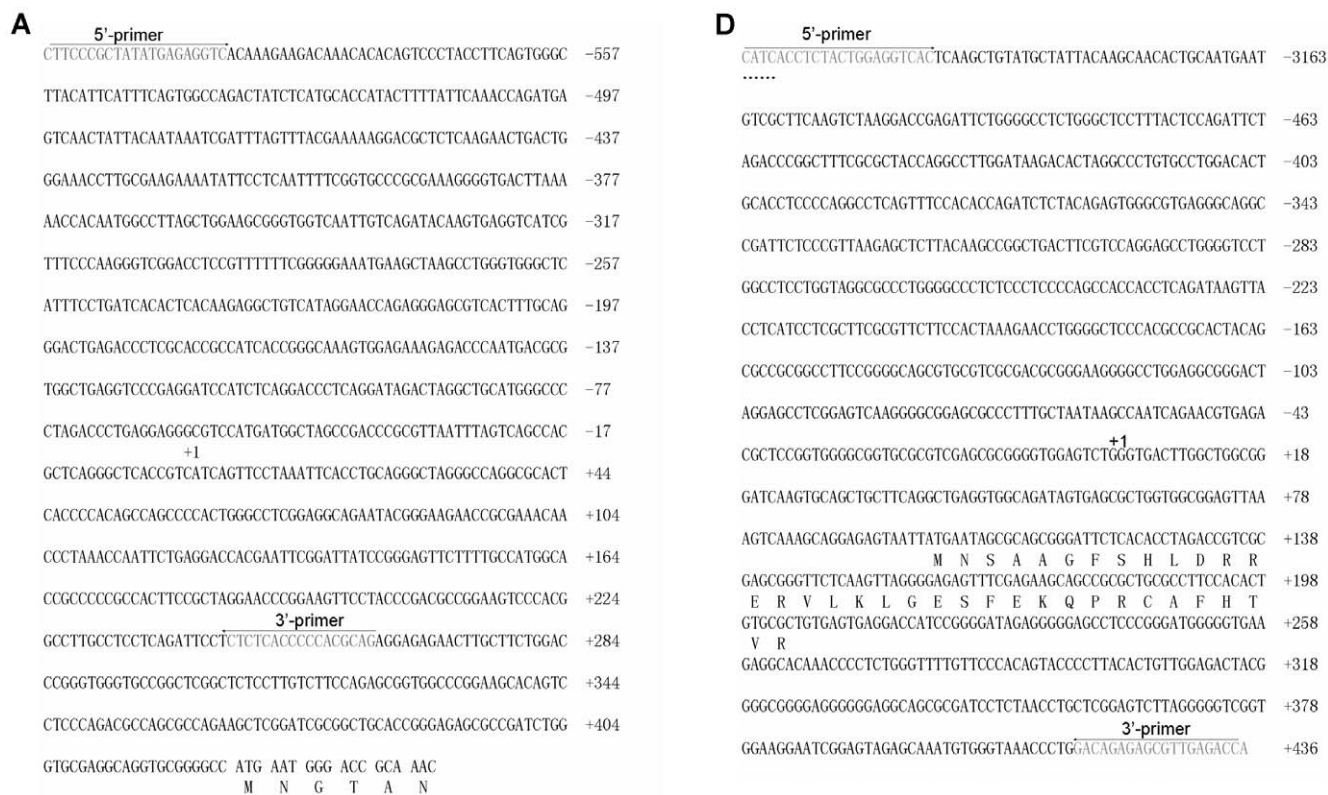 A
5'-primer
CTTCCCGCTATATGAGAGGTCACAAAGAAGACAAACACACAGTCCCTACCTTCAGTGGGC -557
TTACATTCATTTCAGTGGCCAGACTATCTCATGCACCATACTTTTATTCAAACCAGATGA -497
GTCAACTATTACAATAAATCGATTTAGTTTACGAAAAAGGACGCTCTCAAGAACTGACTG -437
GGAAACCTTGCGAAGAAAATATTCCTCAATTTTCGGTGCCCGCGAAAGGGGTGACTTAAA -377
AACCACAATGGCCTTAGCTGGAAGCGGGTGGTCAATTGTCAGATACAAGTGAGGTCATCG -317
TTTCCCAAGGGTCGGACCTCCGTTTTTTCGGGGGAAATGAAGCTAAGCCTGGGTGGGCTC -257
ATTTCCTGATCACACTCACAAGAGGCTGTCATAGGAACCAGAGGGAGCGTCACTTTGCAG -197
GGACTGAGACCCTCGCACCGCCATCACCGGGCAAAGTGGAGAAAGAGACCCAATGACGCG -137
TGGCTGAGGTCCCGAGGATCCATCTCAGGACCCTCAGGATAGACTAGGCTGCATGGGCCC -77
CTAGACCCTGAGGAGGGCGTCCATGATGGCTAGCCGACCCGCGTTAATTTAGTCAGCCAC -17
+1
GCTCAGGGCTCACCGTCATCAGTTCCTAAATTCACCTGCAGGGCTAGGGCCAGGCGCACT +44
CACCCCACAGCCAGCCCCACTGGGCCTCGGAGGCAGAATACGGGAAGAACCGCGAAACAA +104
CCCTAAACCAATTCTGAGGACCACGAATTCGGATTATCCGGGAGTTCTTTTGCCATGGCA +164
CCGCCCCCGCCACTTCCGCTAGGAACCCGGAAGTTCCTACCCGACGCCGGAAGTCCCACG +224
3'-primer
GCCTTGCCTCCTCAGATTCCTCTCTCACCCCCACGCAGAGGAGAGAACTTGCTTCTGGAC +284
CCGGGTGGGTGCCGGCTCGGCTCTCCTTGTCTTCCAGAGCGGTGGCCCGGAAGCACAGTC +344
CTCCCAGACGCCAGCGCCAGAAGCTCGGATCGCGGCTGCACCGGGAGAGCGCCGATCTGG +404
GTGCGAGGCAGGTGCGGGGCC ATG AAT GGG ACC GCA AAC
M N G T A N
D
5'-primer
CATCACCTCTACTGGAGGTCACTCAAGCTGTATGCTATTACAAGCAACACTGCAATGAAT -3163
......
GTCGCTTCAAGTCTAAGGACCGAGATTCTGGGGCCTCTGGGCTCCTTTACTCCAGATTCT -463
AGACCCGGCTTTCGCGCTACCAGGCCTTGGATAAGACACTAGGCCCTGTGCCTGGACACT -403
GCACCTCCCCAGGCCTCAGTTTCCACACCAGATCTCTACAGAGTGGGCGTGAGGGCAGGC -343
CGATTCTCCCGTTAAGAGCTCTTACAAGCCGGCTGACTTCGTCCAGGAGCCTGGGGTCCT -283
GGCCTCCTGGTAGGCGCCCTGGGGCCCTCTCCCTCCCCAGCCACCACCTCAGATAAGTTA -223
CCTCATCCTCGCTTCGCGTTCTTCCACTAAAGAACCTGGGGCTCCCACGCCGCACTACAG -163
CGCCGCGGCCTTCCGGGGCAGCGTGCGTCGCGACGCGGGAAGGGGCCTGGAGGCGGGACT -103
AGGAGCCTCGGAGTCAAGGGGCGGAGCGCCCTTTGCTAATAAGCCAATCAGAACGTGAGA -43
+1
CGCTCCGGTGGGGCGGTGCGCGTCGAGCGCGGGGTGGAGTCTGGGTGACTTGGCTGGCGG +18
GATCAAGTGCAGCTGCTTCAGGCTGAGGTGGCAGATAGTGAGCGCTGGTGGCGGAGTTAA +78
AGTCAAAGCAGGAGAGTAATTATGAATAGCGCAGCGGGATTCTCACACCTAGACCGTCGC +138
M N S A A G F S H L D R R
GAGCGGGTTCTCAAGTTAGGGGAGAGTTTCGAGAAGCAGCCGCGCTGCGCCTTCCACACT +198
E R V L K L G E S F E K Q P R C A F H T
GTGCGCTGTGAGTGAGGACCATCCGGGGATAGAGGGGGAGCCTCCCGGGATGGGGGTGAA +258
V R
GAGGCACAAACCCCTCTGGGTTTTGTTCCCACAGTACCCCTTACACTGTTGGAGACTACG +318
GGGCGGGGAGGGGGGAGGCAGCGCGATCCTCTAACCTGCTCGGAGTCTTAGGGGGTCGGT +378
3'-primer
GGAAGGAATCGGAGTAGAGCAAATGTGGGTAAACCCTGGACAGAGAGCGTTGAGACCA +436